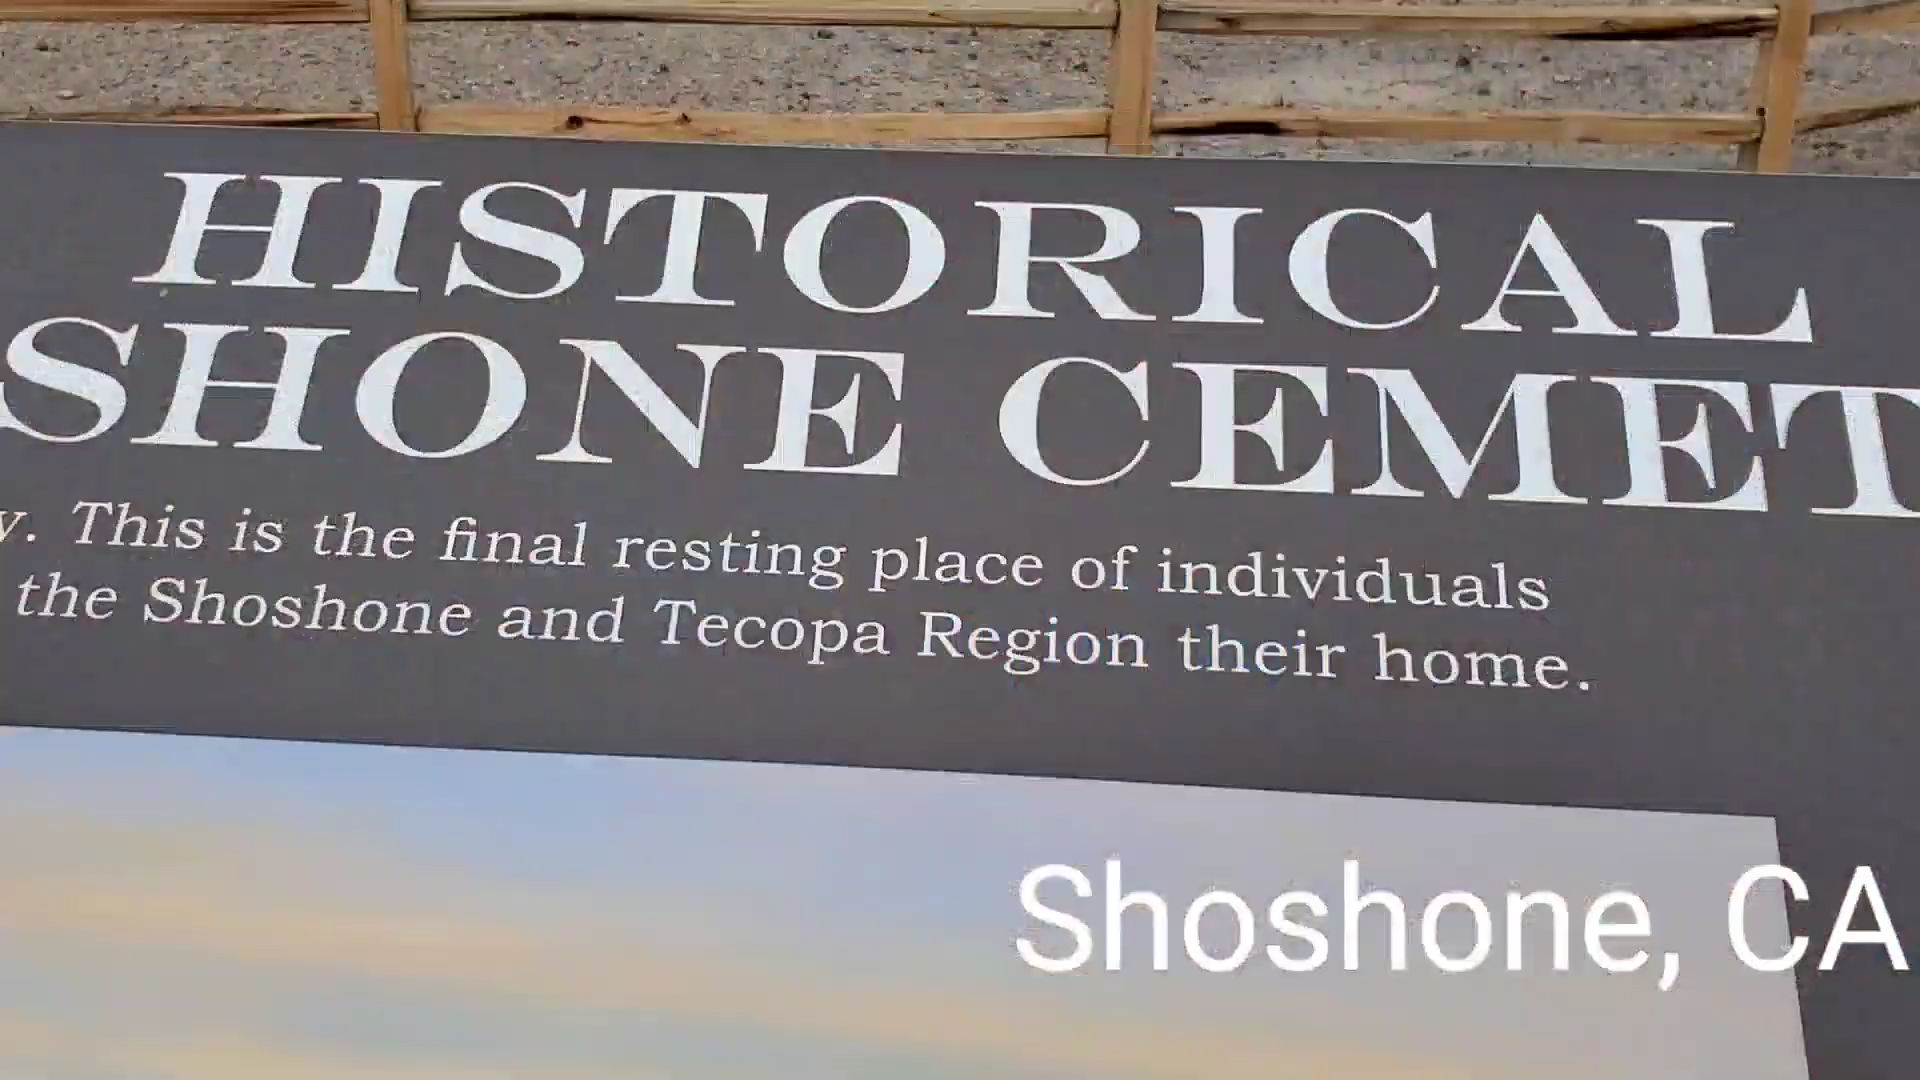 HISTORICAL
SHONE CEMET
y. This is the final resting place of individuals
the Shoshone and Tecopa Region their home.
Shoshone, CA